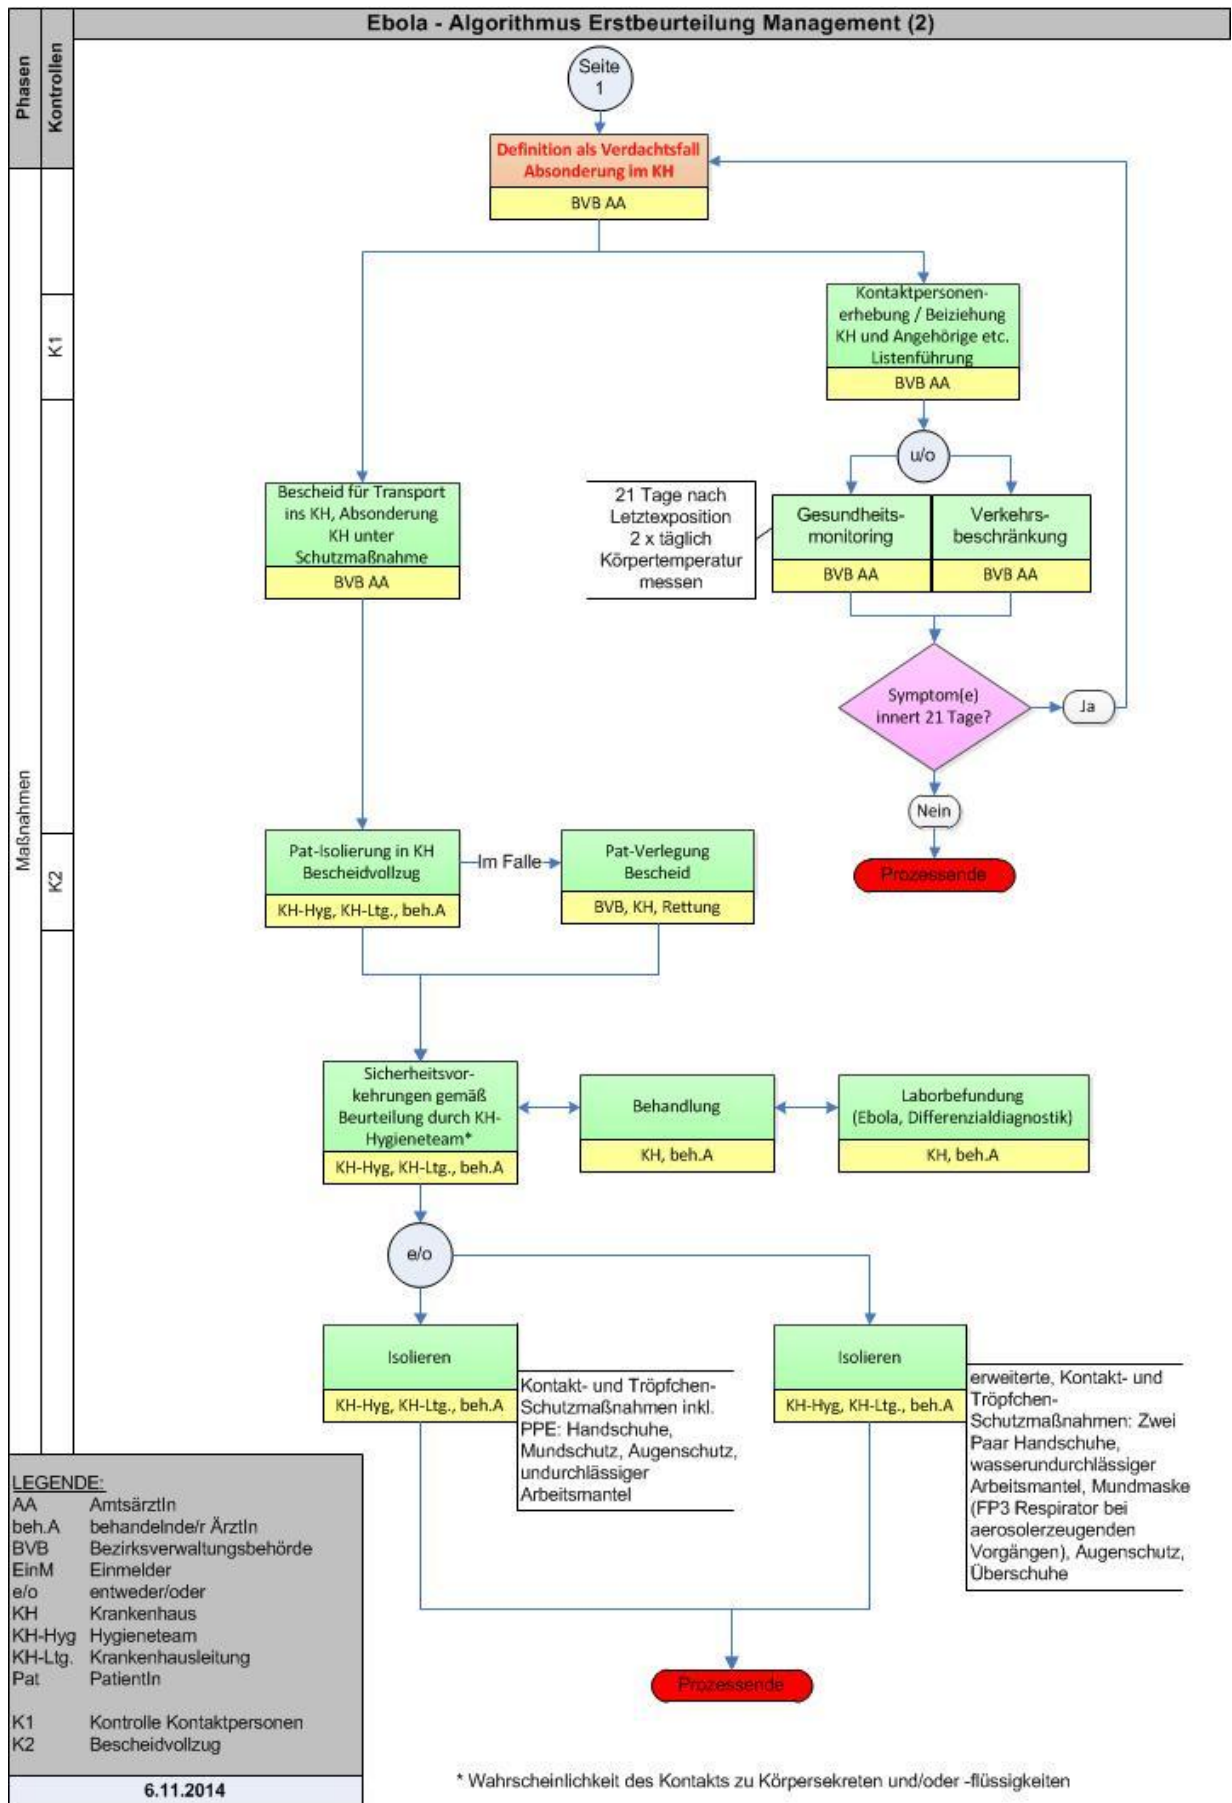 Ebola - Algorithmus Erstbeurteilung Management (2)
Phasen
Kontrollen
Seite
1
Definition als Verdachtsfall
Absonderung im KH
BVB AA
Kontaktpersonen-
erhebung / Beiziehung
KH und Angehörige etc.
Listenführung
BVB AA
K1
u/o
Bescheid für Transport
ins KH, Absonderung
KH unter
Schutzmaßnahme
BVB AA
21 Tage nach
Letztexposition
2 x täglich
Körpertemperatur
messen
Gesundheits-
monitoring
BVB AA
Verkehrs-
beschränkung
BVB AA
Symptom(e)
innert 21 Tage?
Ja
Nein
Prozessende
Maßnahmen
K2
Pat-Isolierung in KH
Bescheidvollzug
KH-Hyg, KH-Ltg., beh.A
Im Falle
Pat-Verlegung
Bescheid
BVB, KH, Rettung
Sicherheitsvor-
kehrungen gemäß
Beurteilung durch KH-
Hygieneteam*
KH-Hyg, KH-Ltg., beh.A
Behandlung
KH, beh.A
Laborbefundung
(Ebola, Differenzialdiagnostik)
KH, beh.A
e/o
Isolieren
KH-Hyg, KH-Ltg., beh.A
Kontakt- und Tröpfchen-
Schutzmaßnahmen inkl.
PPE: Handschuhe,
Mundschutz, Augenschutz,
undurchlässiger
Arbeitsmantel
Isolieren
KH-Hyg, KH-Ltg., beh.A
erweiterte, Kontakt- und
Tröpfchen-
Schutzmaßnahmen: Zwei
Paar Handschuhe,
wasserundurchlässiger
Arbeitsmantel, Mundmaske
(FP3 Respirator bei
aerosolerzeugenden
Vorgängen), Augenschutz,
Überschuhe
Prozessende
LEGENDE:
AA AmtsärztIn
beh.A behandelnde/r ÄrztIn
BVB Bezirksverwaltungsbehörde
EinM Einmelder
e/o entweder/oder
KH Krankenhaus
KH-Hyg Hygieneteam
KH-Ltg. Krankenhausleitung
Pat PatientIn
K1 Kontrolle Kontaktpersonen
K2 Bescheidvollzug
6.11.2014
* Wahrscheinlichkeit des Kontakts zu Körpersekreten und/oder -flüssigkeiten